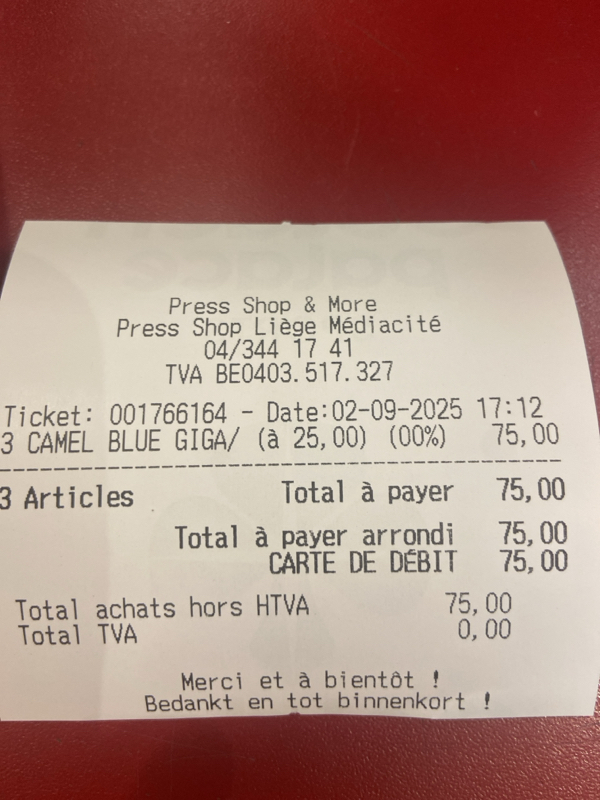 Press Shop & More
Press Shop Liège Médiacité
04/344 17 41
TVA BE0403.517.327
Ticket: 001766164 - Date:02-09-2025 17:12
3 CAMEL BLUE GIGA/ (à 25,00) (00%) 75,00
3 Articles Total à payer 75,00
Total à payer arrondi 75,00
CARTE DE DÉBIT 75,00
Total achats hors HTVA 75,00
Total TVA 0,00
Merci et à bientôt !
Bedankt en tot binnenkort !